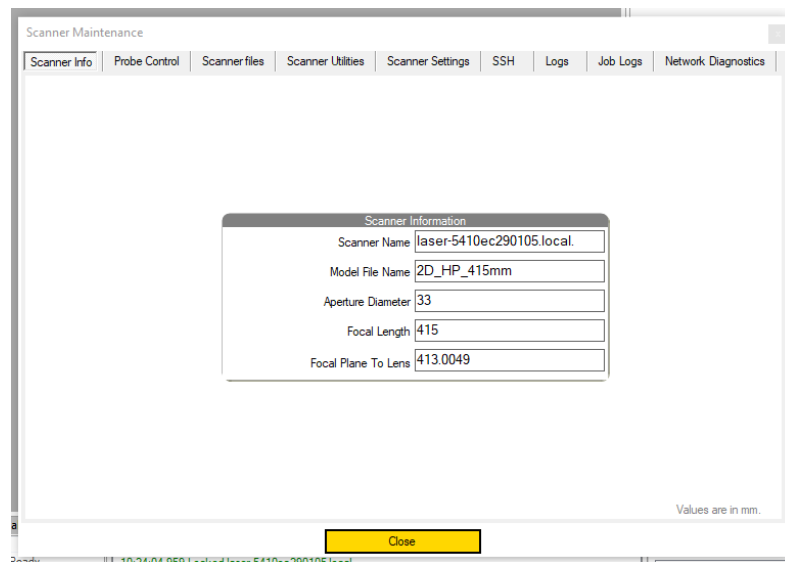 Scanner Maintenance
Scanner Info Probe Control Scanner files Scanner Utilities Scanner Settings SSH Logs Job Logs Network Diagnostics
Scanner Information
Scanner Name laser-5410ec290105.local.
Model File Name 2D_HP_415mm
Aperture Diameter 33
Focal Length 415
Focal Plane To Lens 413.0049
Values are in mm.
Close